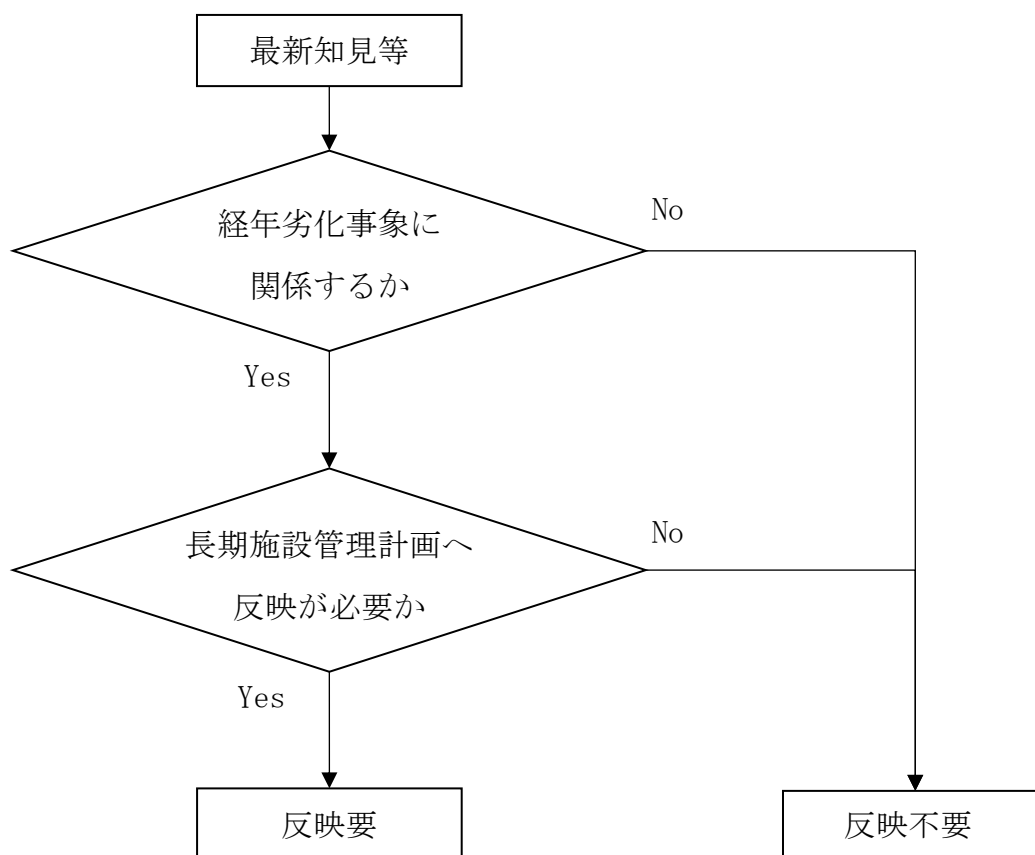 最新知見等
経年劣化事象に
関係するか
No
Yes
長期施設管理計画へ
反映が必要か
No
Yes
反映要
反映不要